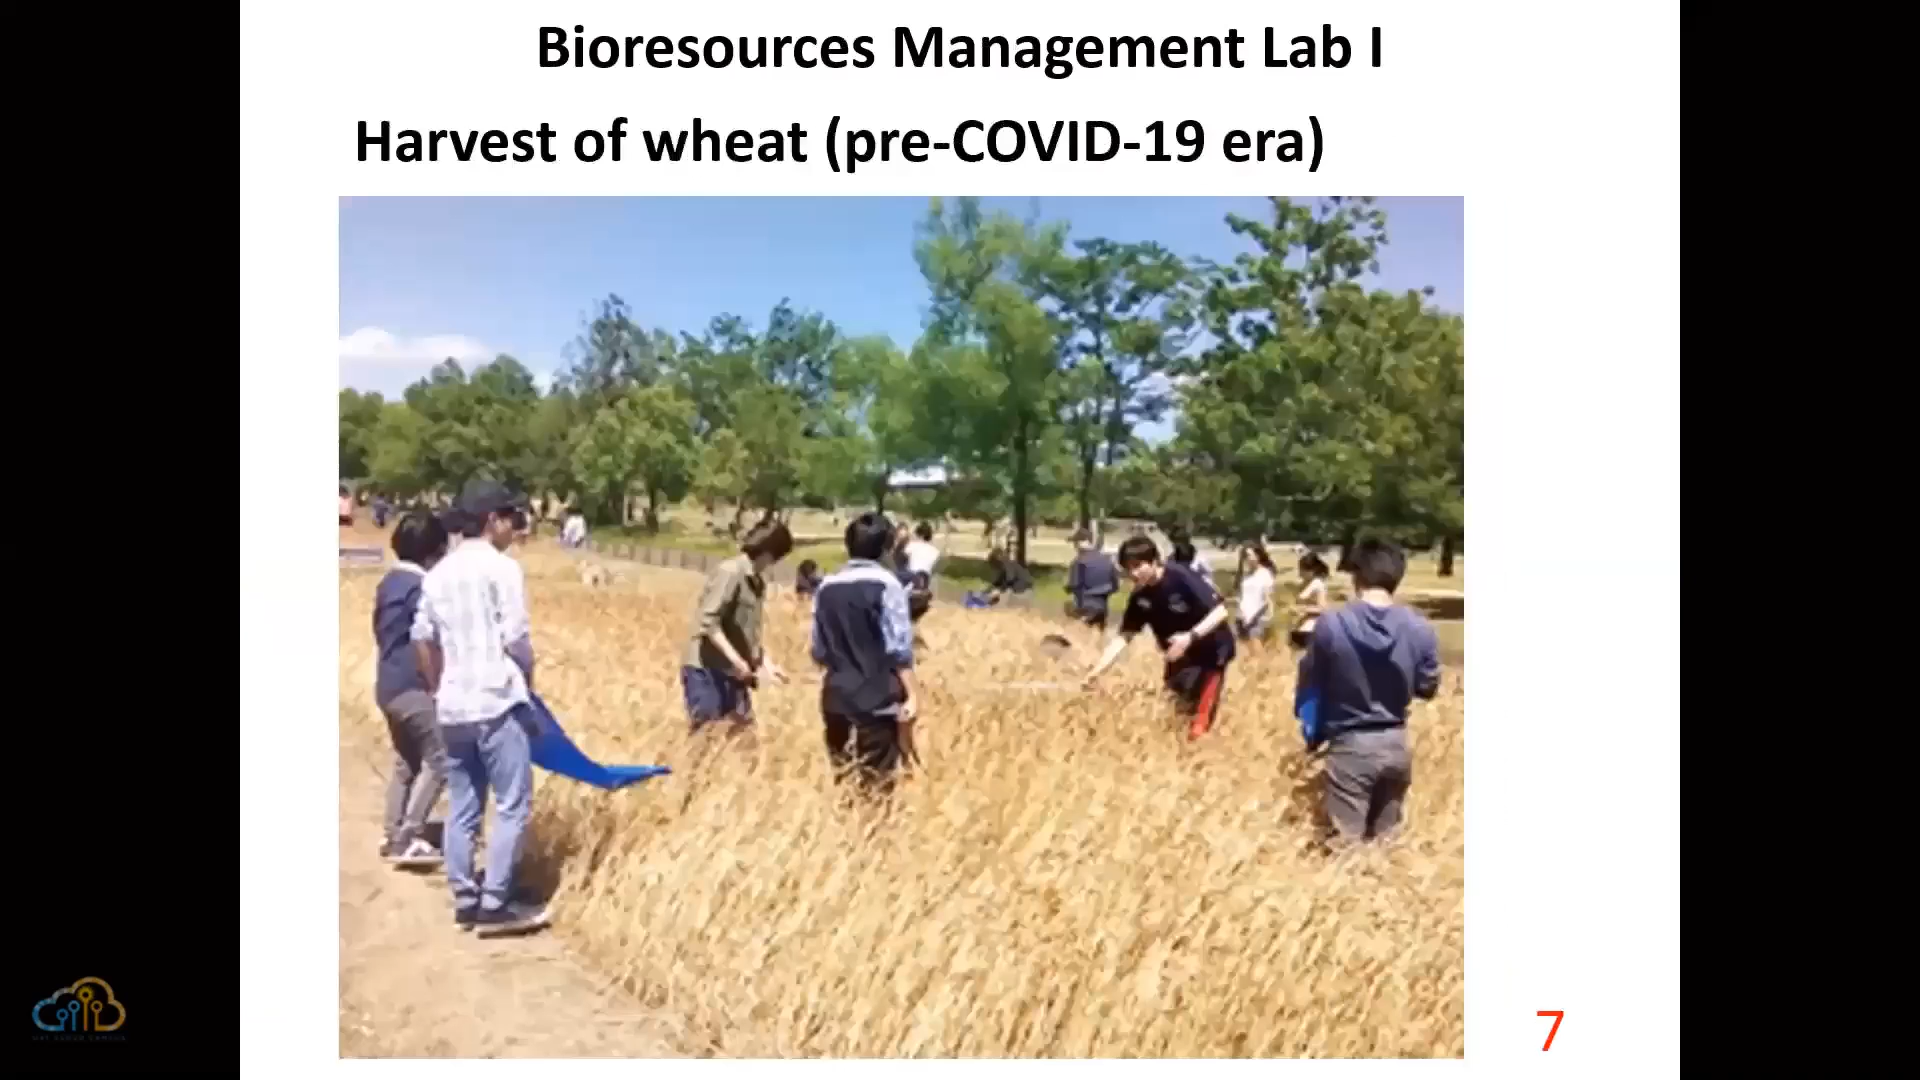 Bioresources Management Lab I
Harvest of wheat (pre-COVID-19 era)
7